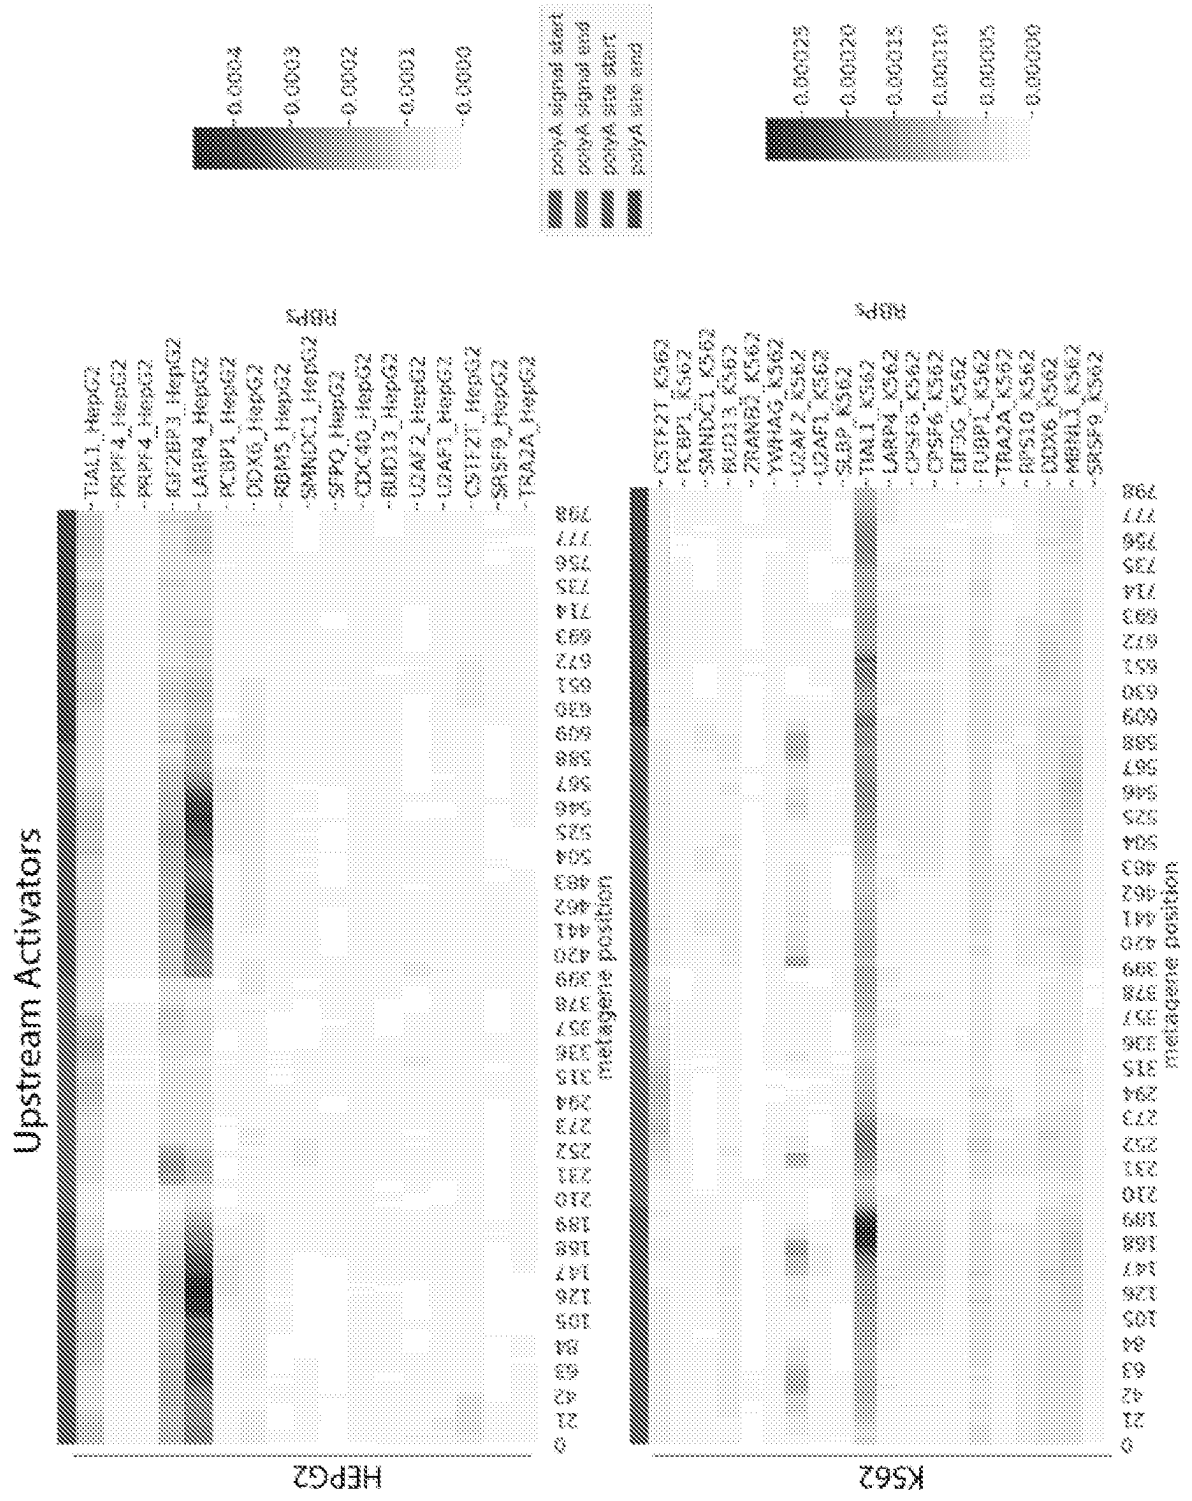 Upstream Activators
HEPG2
TIAL1_HepG2
PRPF4_HepG2
PRPF4_HepG2
IGF2BP3_HepG2
LARP4_HepG2
PCBP1_HepG2
DDX6_HepG2
RBM5_HepG2
SMNDC1_HepG2
SFPQ_HepG2
CDC40_HepG2
BUD13_HepG2
U2AF2_HepG2
U2AF1_HepG2
CSTF2T_HepG2
SRSF9_HepG2
TRA2A_HepG2
RBPs
0 21 42 63 84 105 126 147 168 189 210 231 252 273 294 315 336 357 378 399 420 441 462 483 504 525 546 567 588 609 630 651 672 693 714 735 756 777 798
metagene position
0.0004
0.0003
0.0002
0.0001
0.0000
polyA signal start
polyA signal end
polyA site start
polyA site end
K562
CSTF2T_K562
PCBP1_K562
SMNDC1_K562
BUD13_K562
ZRANB2_K562
YWHAG_K562
U2AF2_K562
U2AF1_K562
SLBP_K562
TIAL1_K562
LARP4_K562
CPSF6_K562
CPSF6_K562
EIF3G_K562
FUBP1_K562
TRA2A_K562
RPS10_K562
DDX6_K562
MBNL1_K562
SRSF9_K562
RBPs
0 21 42 63 84 105 126 147 168 189 210 231 252 273 294 315 336 357 378 399 420 441 462 483 504 525 546 567 588 609 630 651 672 693 714 735 756 777 798
metagene position
0.00025
0.00020
0.00015
0.00010
0.00005
0.00000